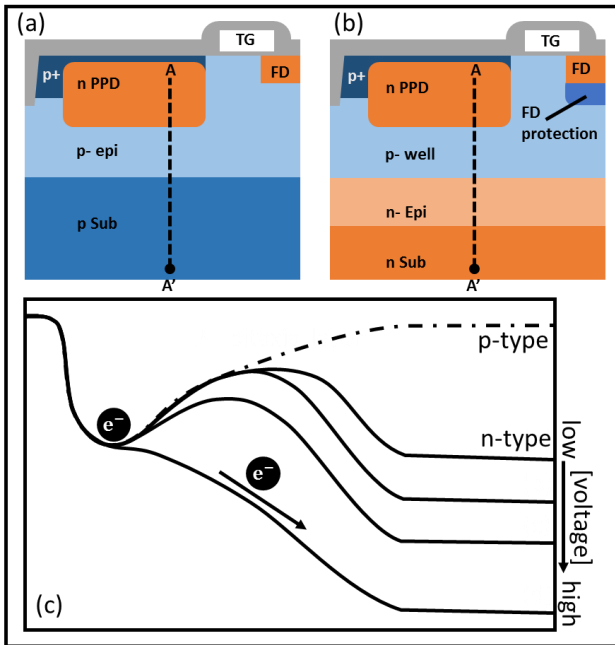 (a)
TG
p+
n PPD
A
FD
p- epi
p Sub
A'
(b)
TG
p+
n PPD
A
FD
FD
protection
p- well
n- Epi
n Sub
A'
p-type
e⁻
n-type
e⁻
low
[voltage]
high
(c)